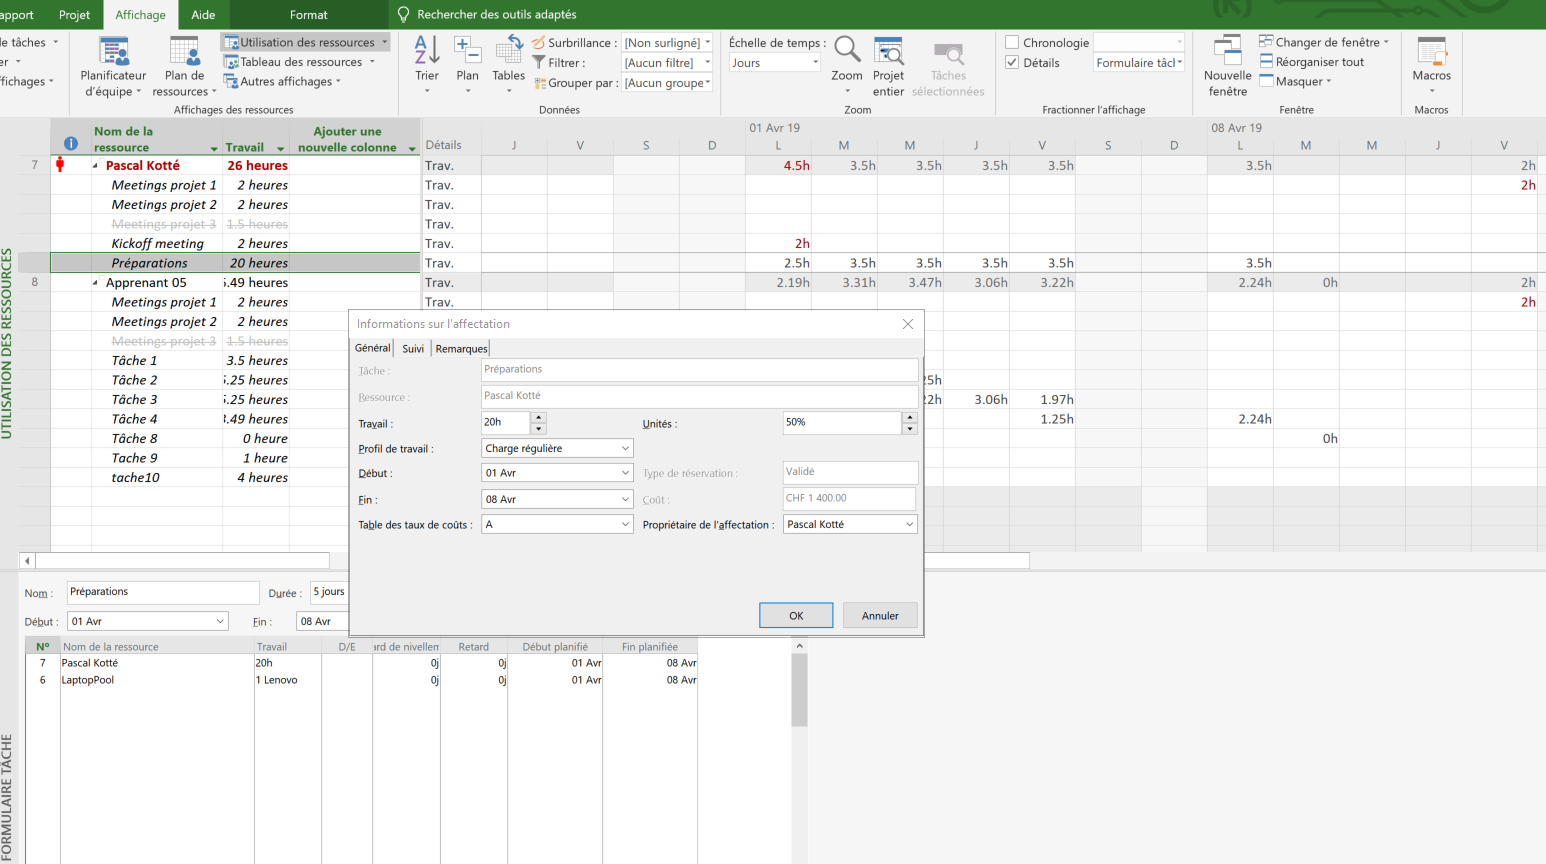 apport Projet Affichage Aide Format Rechercher des outils adaptés
le tâches
er
ffichages
Planificateur d'équipe
Plan de ressources
Utilisation des ressources
Tableau des ressources
Autres affichages
Affichages des ressources
Trier Plan Tables
Surbrillance : [Non surligné]
Filtrer : [Aucun filtre]
Grouper par : [Aucun groupe
Données
Échelle de temps :
Jours
Zoom
Projet entier
Tâches sélectionnées
Zoom
Chronologie
Détails Formulaire tâcl
Fractionner l'affichage
Nouvelle fenêtre
Changer de fenêtre
Réorganiser tout
Masquer
Fenêtre
Macros
Macros
01 Avr 19 08 Avr 19
Nom de la ressource Travail Ajouter une nouvelle colonne Détails J V S D L M M J V S D L M M J V
7 Pascal Kotté 26 heures Trav. 4.5h 3.5h 3.5h 3.5h 3.5h 3.5h 2h
Meetings projet 1 2 heures Trav. 2h
Meetings projet 2 2 heures Trav.
Meetings projet 3 1.5 heures Trav.
Kickoff meeting 2 heures Trav. 2h
Préparations 20 heures Trav. 2.5h 3.5h 3.5h 3.5h 3.5h 3.5h
8 Apprenant 05 5.49 heures Trav. 2.19h 3.31h 3.47h 3.06h 3.22h 2.24h 0h 2h
Meetings projet 1 2 heures Trav. 2h
Meetings projet 2 2 heures
Meetings projet 3 1.5 heures
Tâche 1 3.5 heures
Tâche 2 .25 heures 25h
Tâche 3 .25 heures 22h 3.06h 1.97h
Tâche 4 .49 heures 1.25h 2.24h
Tâche 8 0 heure 0h
Tache 9 1 heure
tache10 4 heures
UTILISATION DES RESSOURCES
Informations sur l'affectation
Général Suivi Remarques
Tâche : Préparations
Ressource : Pascal Kotté
Travail : 20h Unités : 50%
Profil de travail : Charge régulière
Début : 01 Avr Type de réservation : Validé
Fin : 08 Avr Coût : CHF 1 400.00
Table des taux de coûts : A Propriétaire de l'affectation : Pascal Kotté
OK Annuler
Nom : Préparations Durée : 5 jours
Début : 01 Avr Fin : 08 Avr
N° Nom de la ressource Travail D/E ard de nivellem Retard Début planifié Fin planifiée
7 Pascal Kotté 20h 0j 0j 01 Avr 08 Avr
6 LaptopPool 1 Lenovo 0j 0j 01 Avr 08 Avr
FORMULAIRE TÂCHE